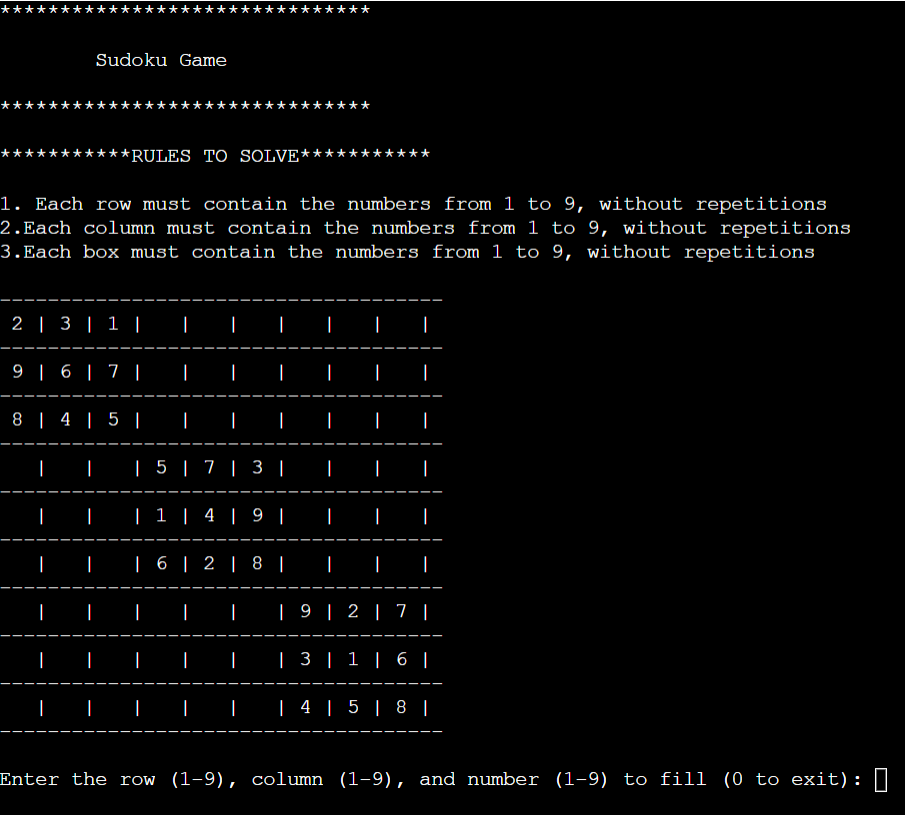 *******************************
Sudoku Game
*******************************
***********RULES TO SOLVE***********
1. Each row must contain the numbers from 1 to 9, without repetitions
2.Each column must contain the numbers from 1 to 9, without repetitions
3.Each box must contain the numbers from 1 to 9, without repetitions
-------------------------------------
2 | 3 | 1 |   |   |   |   |   |   |
-------------------------------------
9 | 6 | 7 |   |   |   |   |   |   |
-------------------------------------
8 | 4 | 5 |   |   |   |   |   |   |
-------------------------------------
  |   |   | 5 | 7 | 3 |   |   |   |
-------------------------------------
  |   |   | 1 | 4 | 9 |   |   |   |
-------------------------------------
  |   |   | 6 | 2 | 8 |   |   |   |
-------------------------------------
  |   |   |   |   |   | 9 | 2 | 7 |
-------------------------------------
  |   |   |   |   |   | 3 | 1 | 6 |
-------------------------------------
  |   |   |   |   |   | 4 | 5 | 8 |
-------------------------------------
Enter the row (1-9), column (1-9), and number (1-9) to fill (0 to exit):